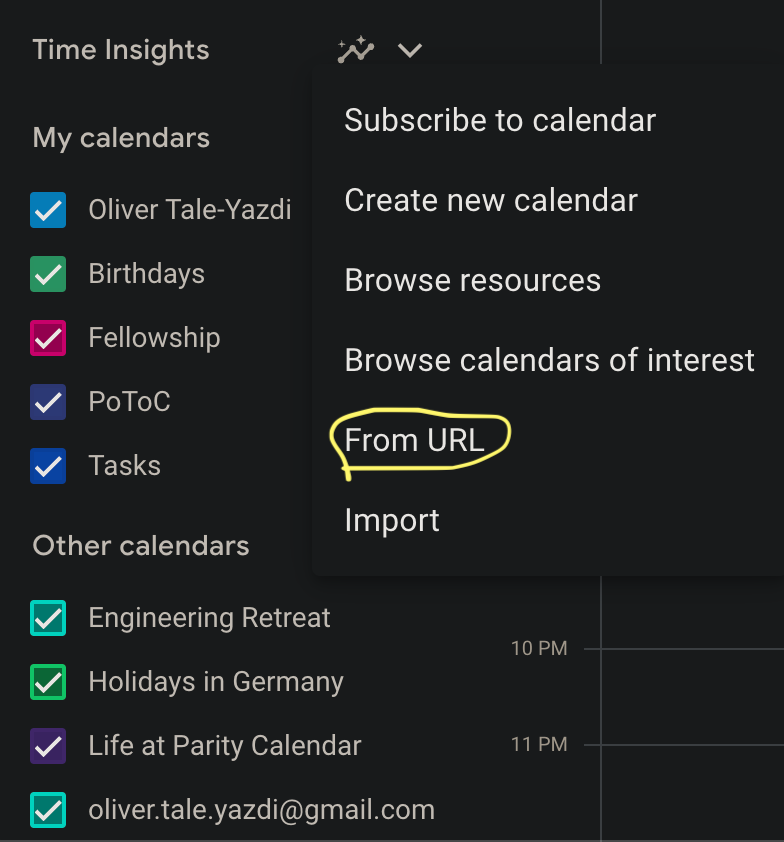 Time Insights
My calendars
Oliver Tale-Yazdi
Birthdays
Fellowship
PoToC
Tasks
Other calendars
Engineering Retreat
Holidays in Germany
Life at Parity Calendar
oliver.tale.yazdi@gmail.com
Subscribe to calendar
Create new calendar
Browse resources
Browse calendars of interest
From URL
Import
10 PM
11 PM